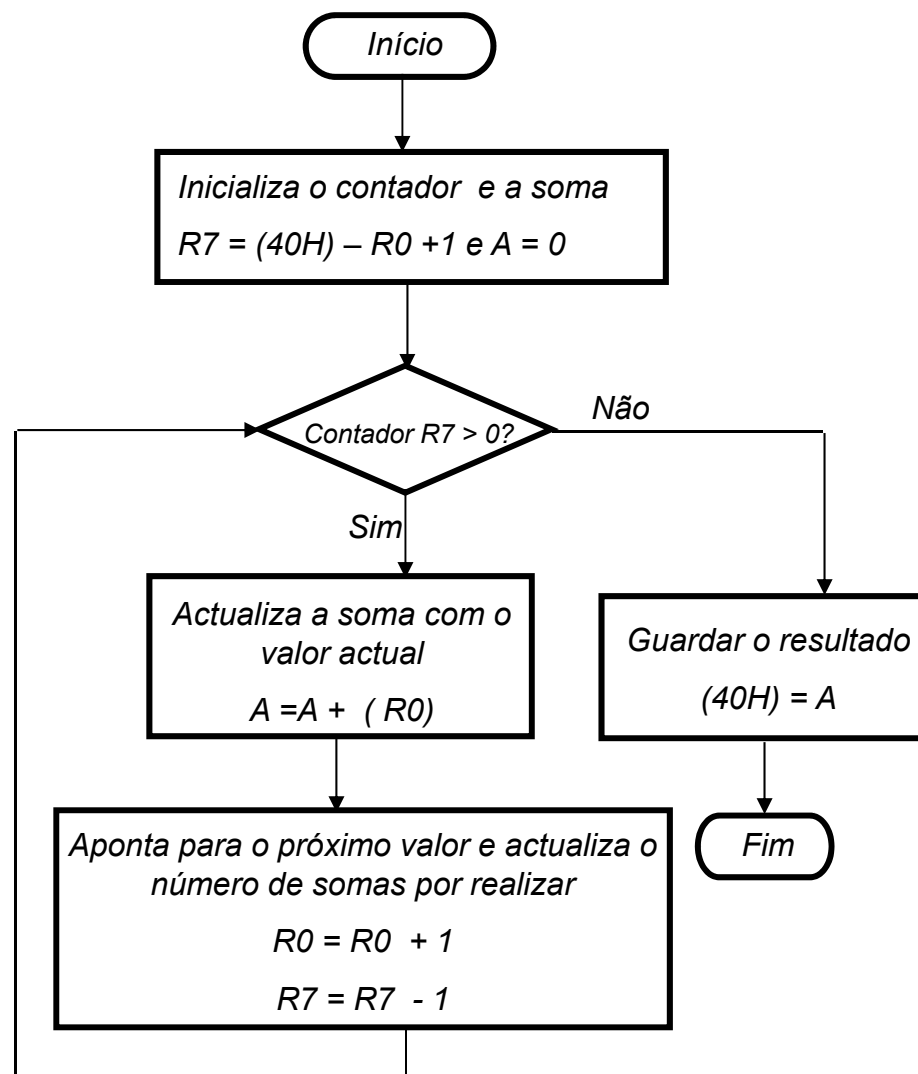 Início
Inicializa o contador e a soma
R7 = (40H) – R0 +1 e A = 0
Contador R7 > 0?
Não
Sim
Actualiza a soma com o
valor actual
A =A + ( R0)
Guardar o resultado
(40H) = A
Aponta para o próximo valor e actualiza o
número de somas por realizar
R0 = R0 + 1
R7 = R7 - 1
Fim